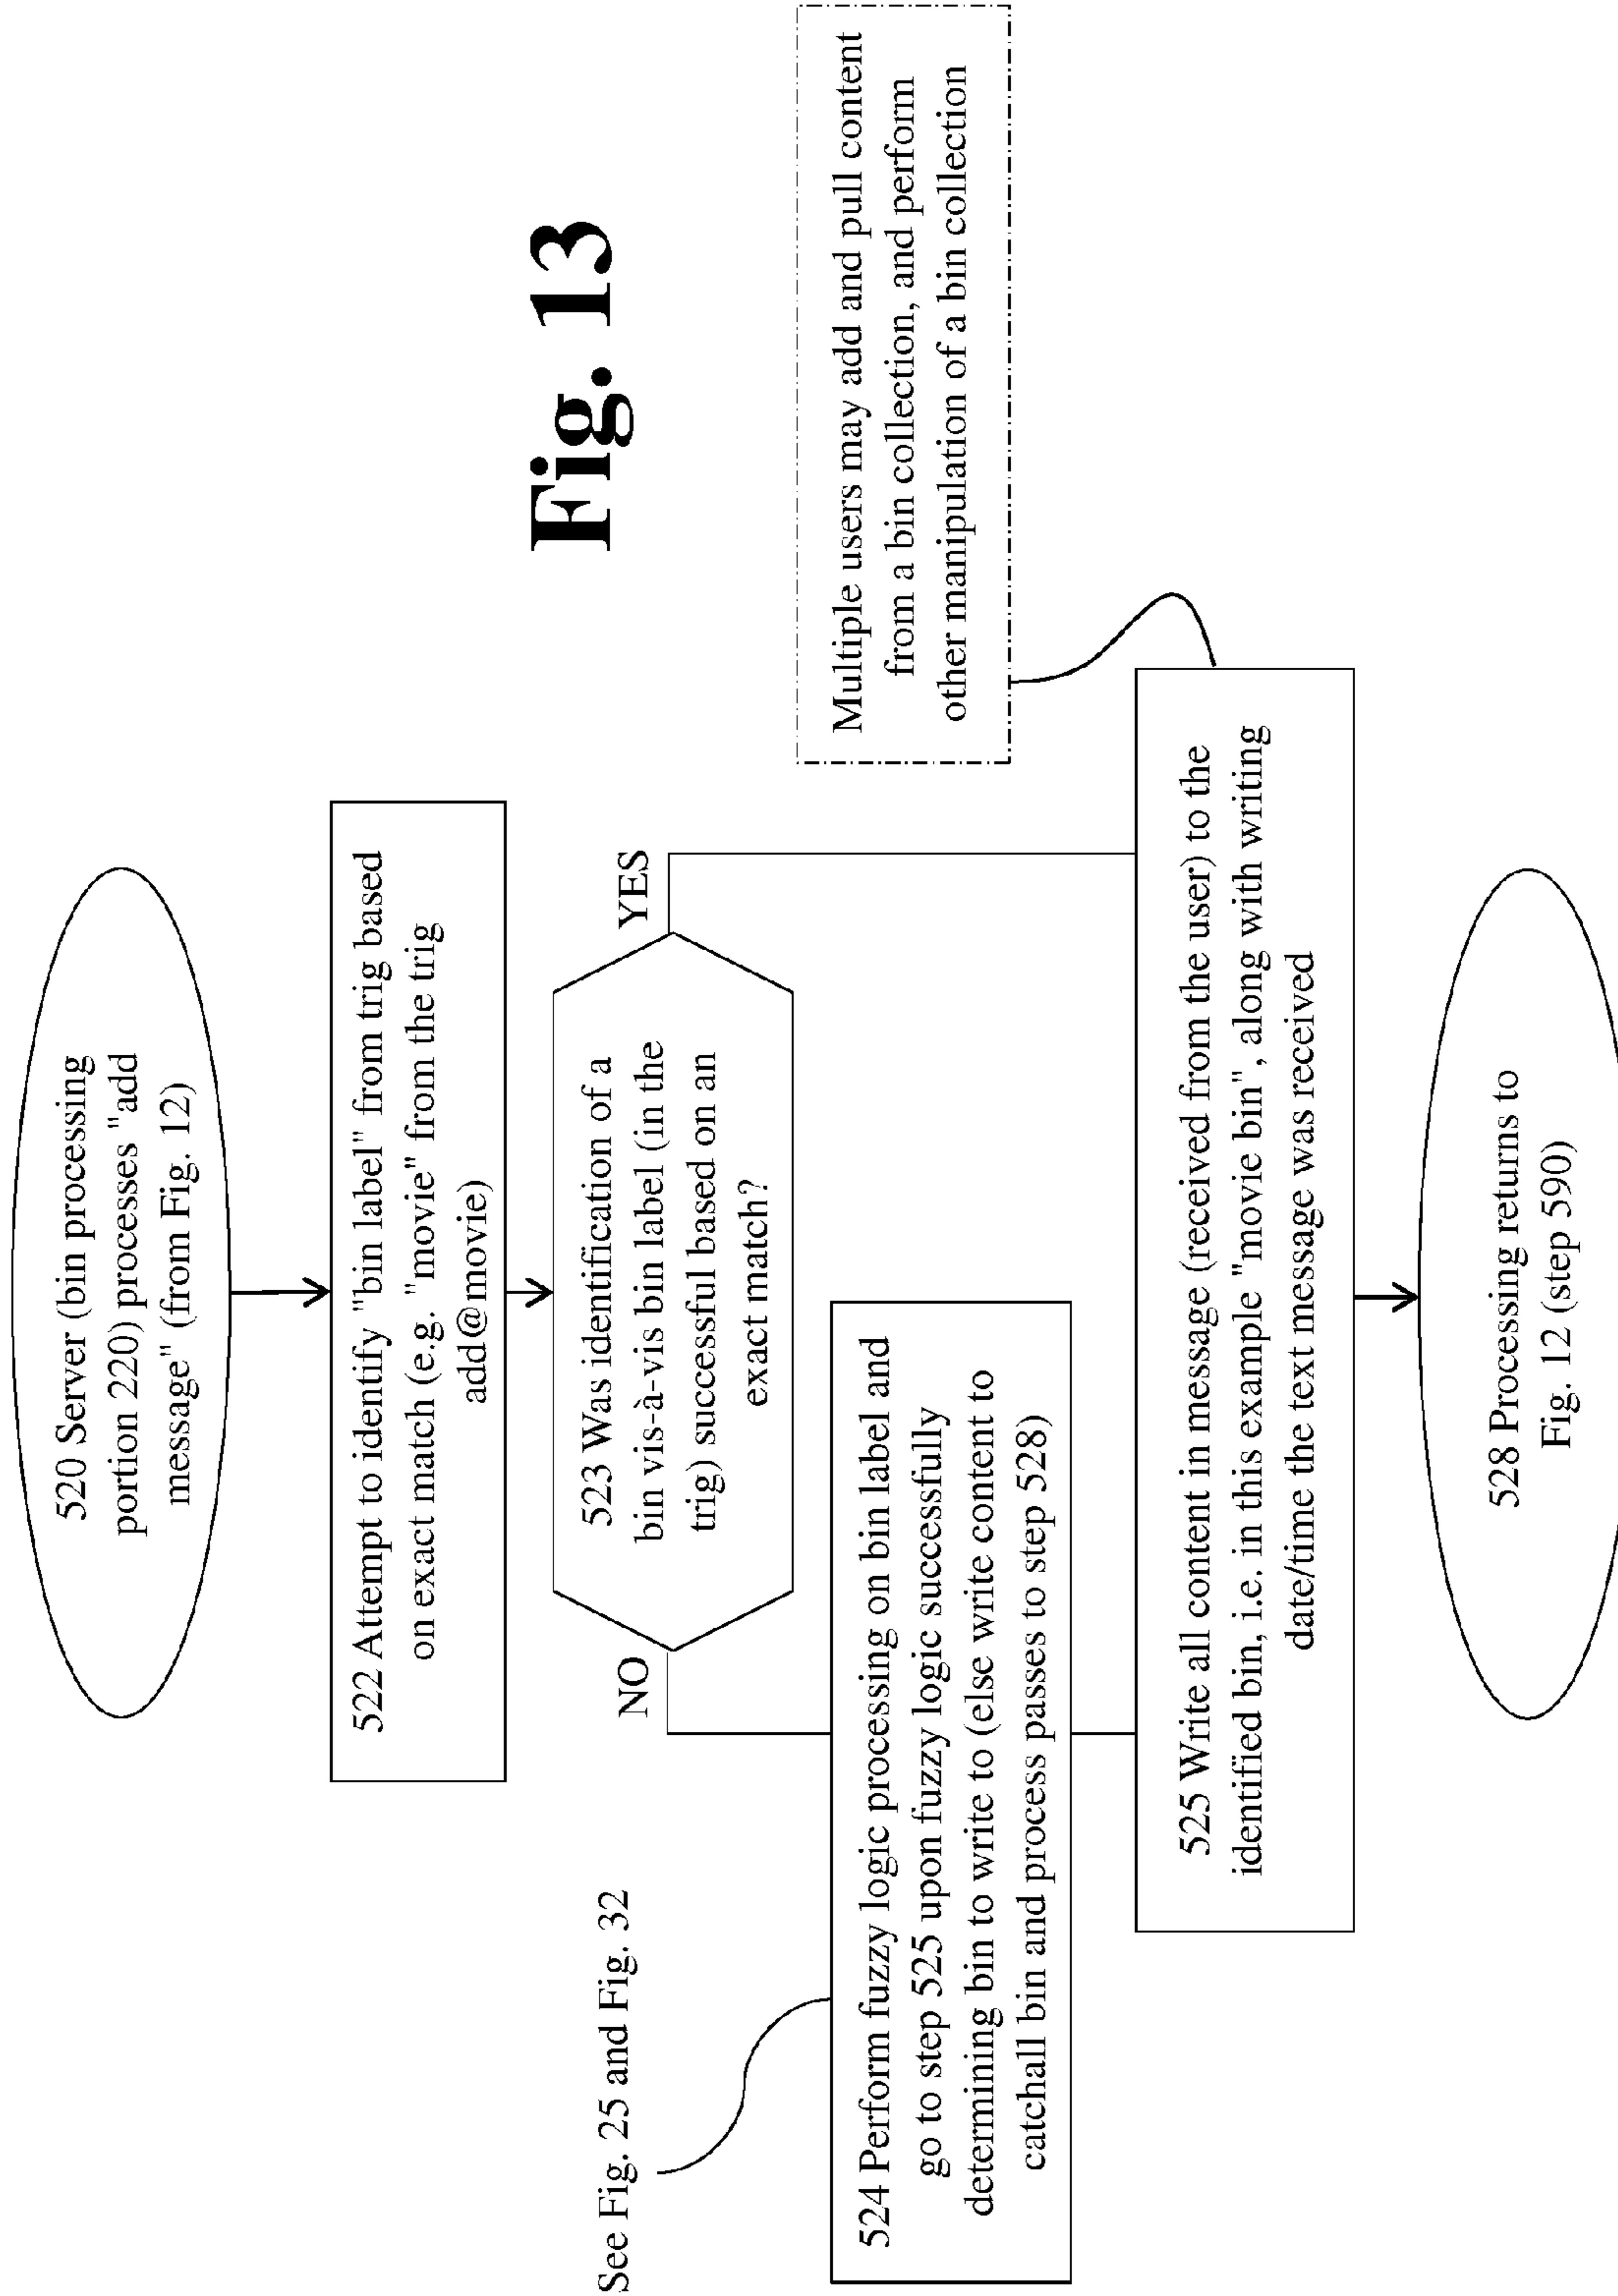 520 Server (bin processing
portion 220) processes "add
message" (from Fig. 12)
522 Attempt to identify "bin label" from trig based
on exact match (e.g. "movie" from the trig
add@movie)
Fig. 13
523 Was identification of a
bin vis-à-vis bin label (in the
trig) successful based on an
exact match?
NO
YES
See Fig. 25 and Fig. 32
524 Perform fuzzy logic processing on bin label and
go to step 525 upon fuzzy logic successfully
determining bin to write to (else write content to
catchall bin and process passes to step 528)
Multiple users may add and pull content
from a bin collection, and perform
other manipulation of a bin collection
525 Write all content in message (received from the user) to the
identified bin, i.e. in this example "movie bin", along with writing
date/time the text message was received
528 Processing returns to
Fig. 12 (step 590)